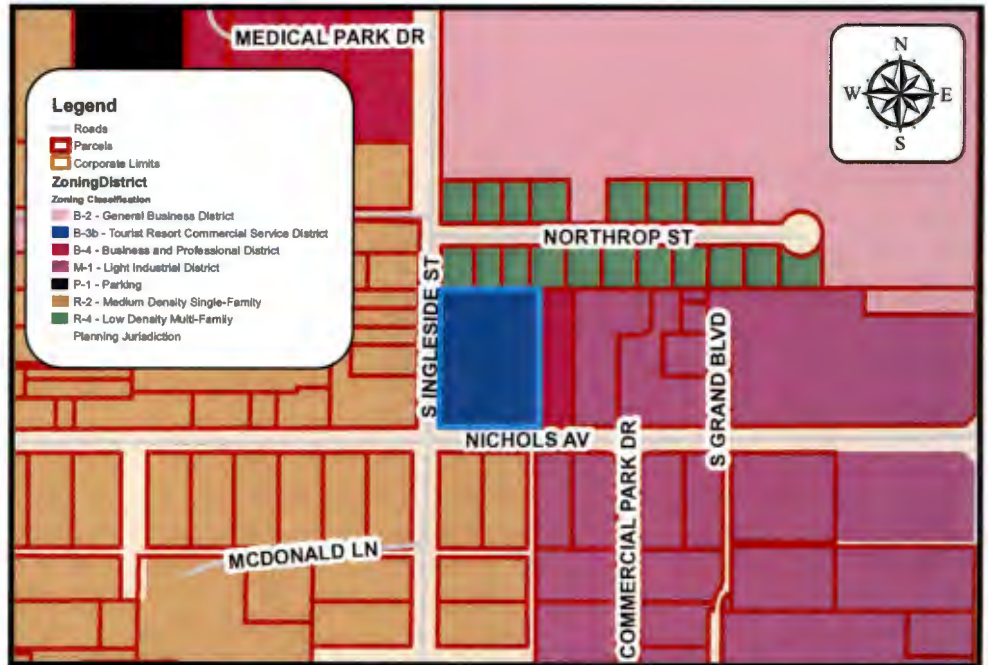 MEDICAL PARK DR
N
W E
S
Legend
Roads
Parcels
Corporate Limits
ZoningDistrict
Zoning Classification
B-2 - General Business District
B-3b - Tourist Resort Commercial Service District
B-4 - Business and Professional District
M-1 - Light Industrial District
P-1 - Parking
R-2 - Medium Density Single-Family
R-4 - Low Density Multi-Family
Planning Jurisdiction
NORTHROP ST
S INGLESIDE ST
S GRAND BLVD
NICHOLS AV
COMMERCIAL PARK DR
MCDONALD LN